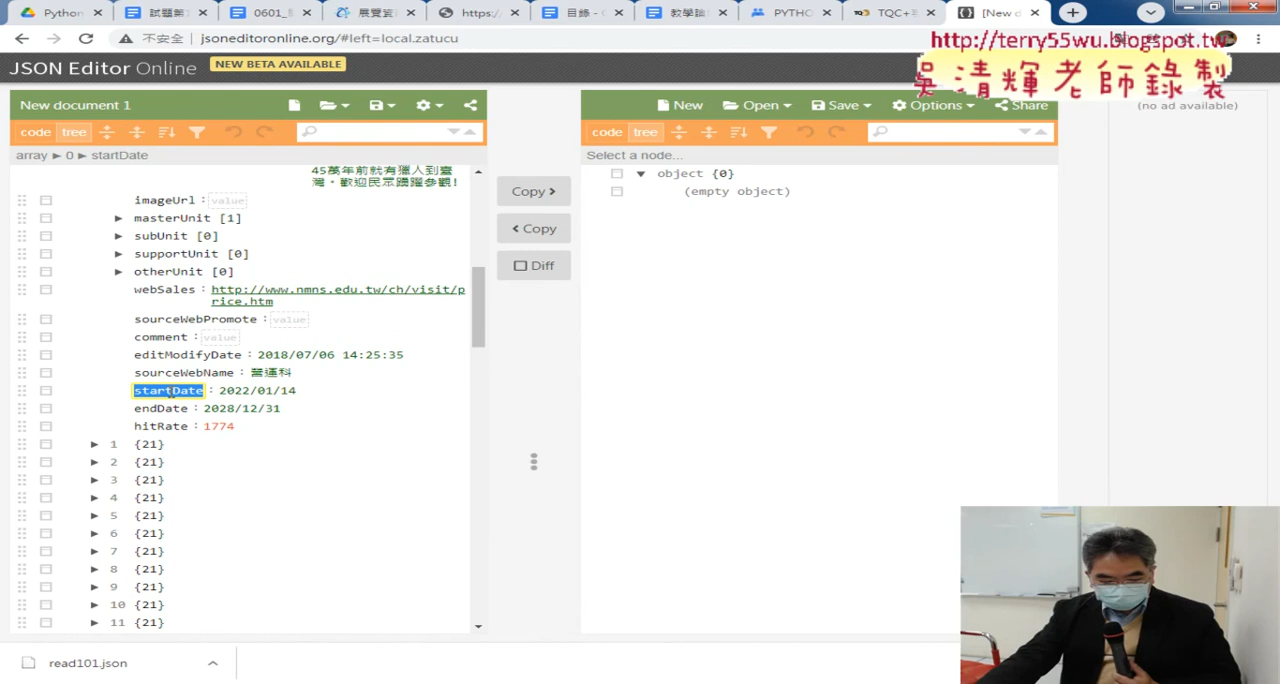 Python
試題第
0601_
展覽資
https:/
目錄 - 
教學論
PYTHC
TQC+
[New d
不安全
jsoneditoronline.org/#left=local.zatucu
http://terry55wu.blogspot.tw
吳清輝老師錄製
JSON Editor Online
NEW BETA AVAILABLE
New document 1
New
Open
Save
Options
Share
(no ad available)
code
tree
code
tree
array ▶ 0 ▶ startDate
Select a node...
45萬年前就有獵人到臺
灣，歡迎民眾踴躍參觀!
imageUrl : value
masterUnit [1]
subUnit [0]
supportUnit [0]
otherUnit [0]
webSales : http://www.nmns.edu.tw/ch/visit/p
rice.htm
sourceWebPromote : value
comment : value
editModifyDate : 2018/07/06 14:25:35
sourceWebName : 營運科
startDate : 2022/01/14
endDate : 2028/12/31
hitRate : 1774
1 {21}
2 {21}
3 {21}
4 {21}
5 {21}
6 {21}
7 {21}
8 {21}
9 {21}
10 {21}
11 {21}
Copy >
< Copy
Diff
object {0}
(empty object)
read101.json